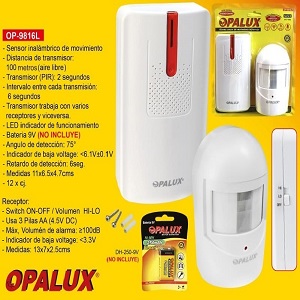 OP-9816L
- Sensor inalámbrico de movimiento
- Distancia de transmisor:
100 metros (aire libre)
- Transmisor (PIR): 2 segundos
- Intervalo entre cada transmisión:
6 segundos
- Transmisor trabaja con varios
receptores y viceversa
- LED indicador de funcionamiento
- Bateria 9V (NO INCLUYE)
- Angulo de detección: 75°
- Indicador de baja voltage: <6.1V±0.1V
- Retardo de detección: 6seg.
- Medidas 11x6.5x4.7cms
- 12 x cj.
Receptor:
- Switch ON-OFF / Volumen HI-LO
- Usa 3 Pilas AA (4.5V DC)
- Máx, Volumen de alarma: ≥100dB
- Indicador de baja voltage: <3.3V
- Medidas: 13x7x2.5cms
OPALUX®
OPALUX
DH-250-9V
(NO INCLUYE)
OPALUX
OPALUX